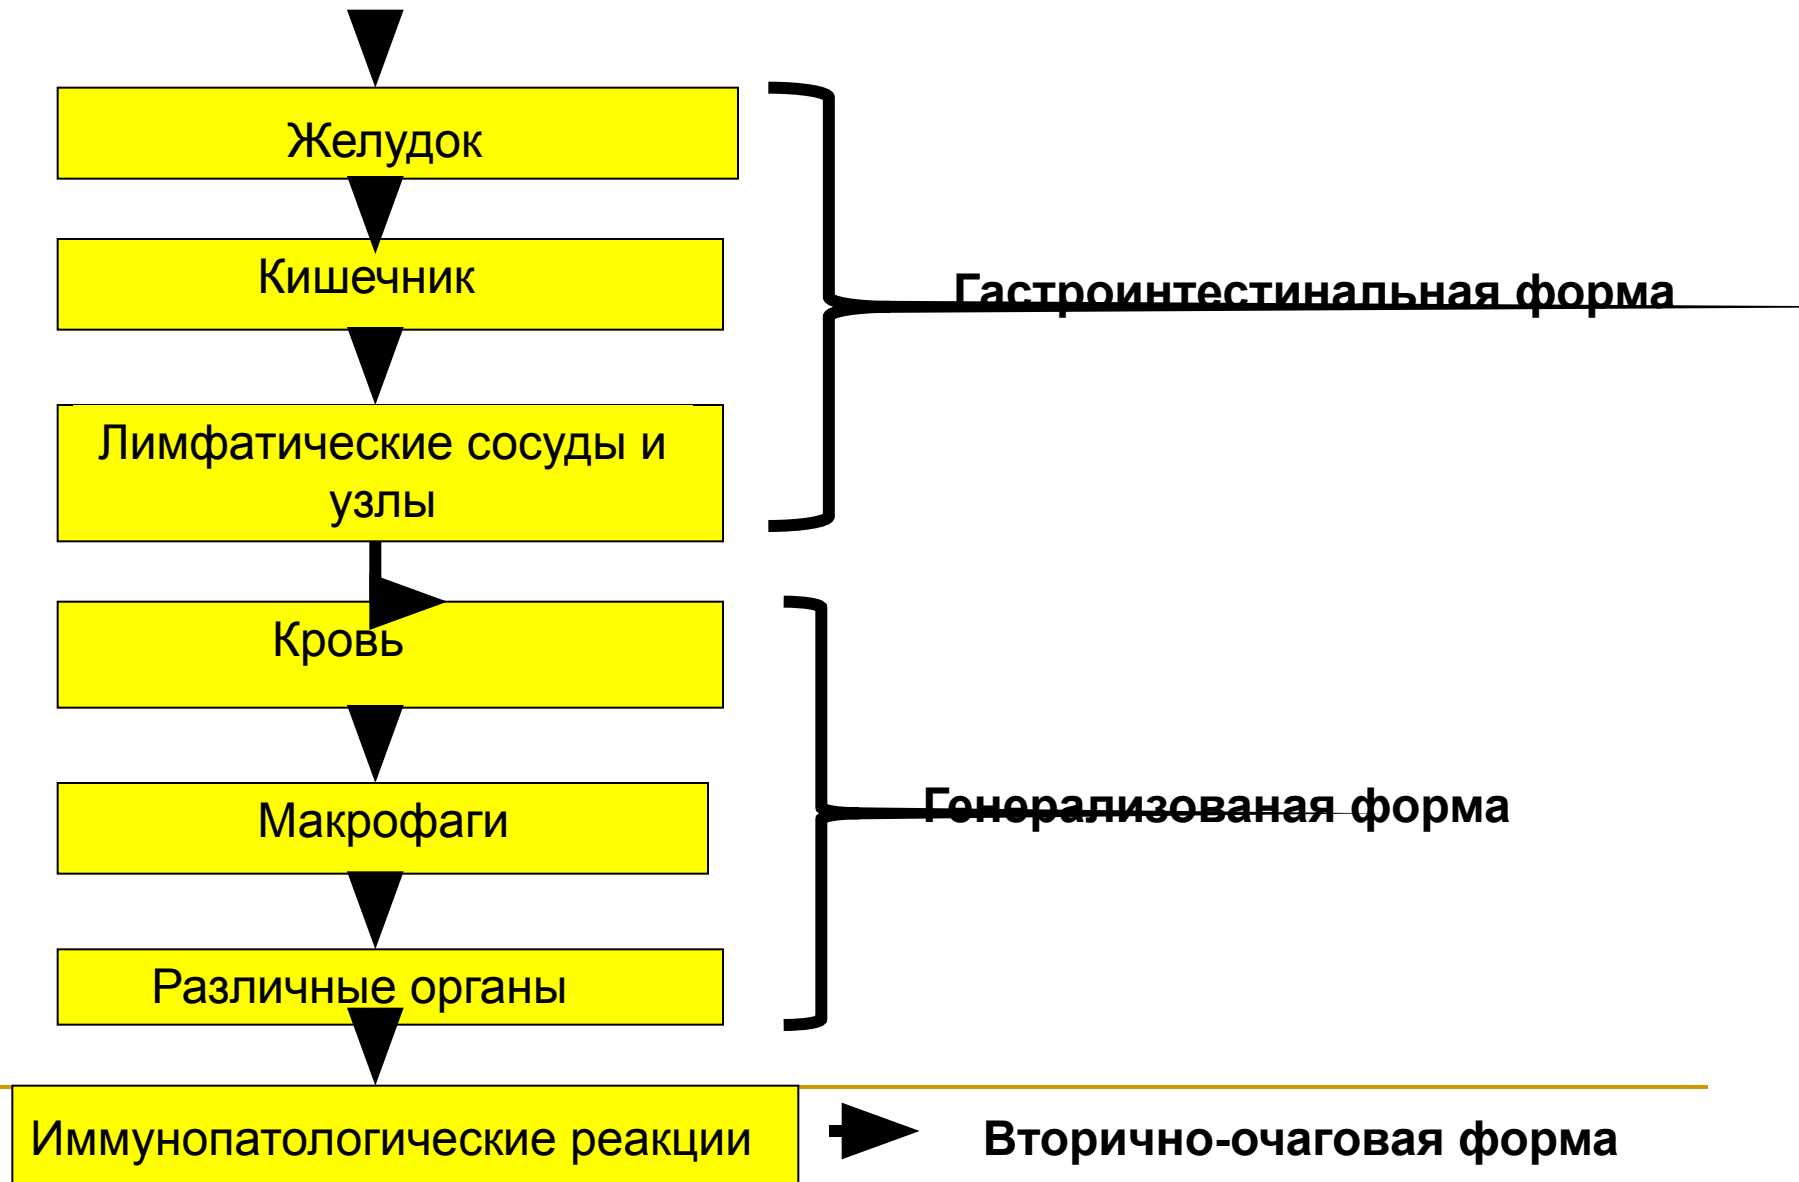 Желудок
Кишечник
Гастроинтестинальная форма
Лимфатические сосуды и
узлы
Кровь
Макрофаги
Генерализованая форма
Различные органы
Иммунопатологические реакции
Вторично-очаговая форма